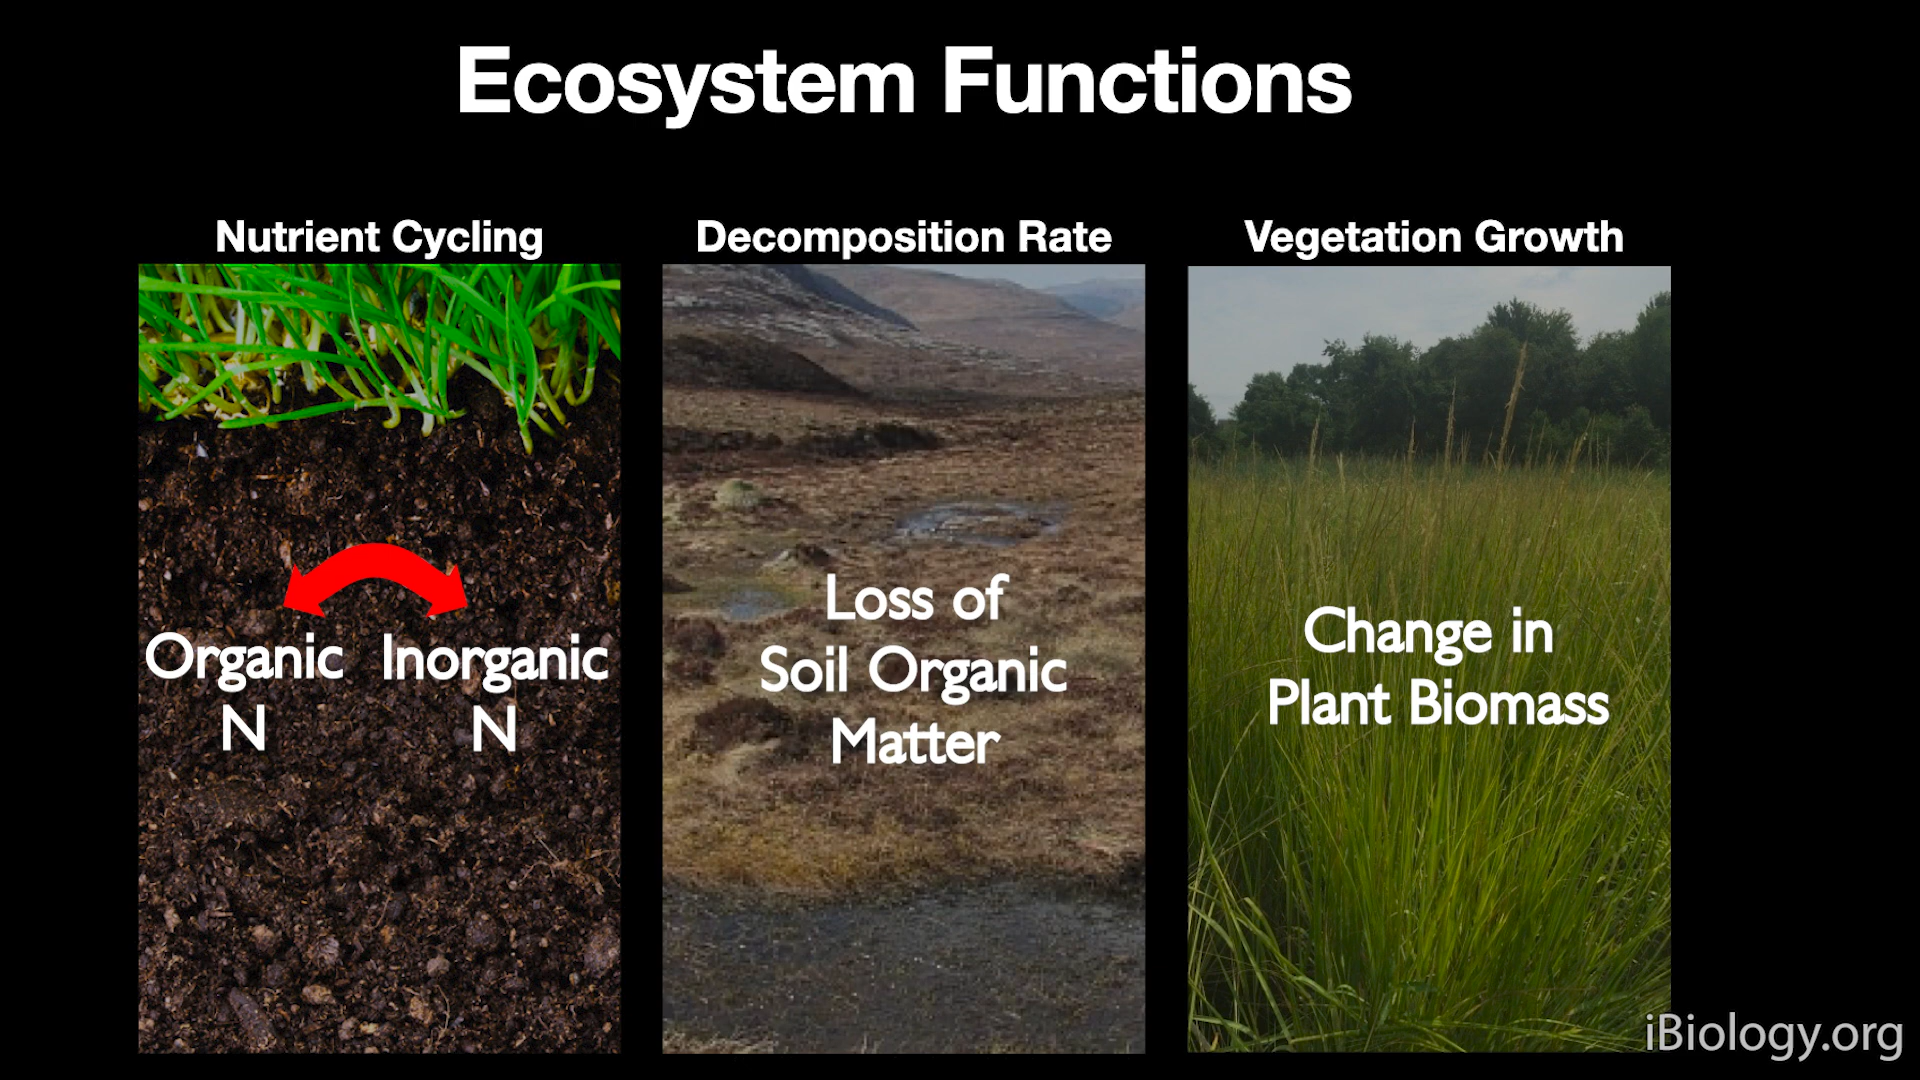 Ecosystem Functions
Nutrient Cycling
Organic
N
Inorganic
N
Decomposition Rate
Loss of
Soil Organic
Matter
Vegetation Growth
Change in
Plant Biomass
iBiology.org